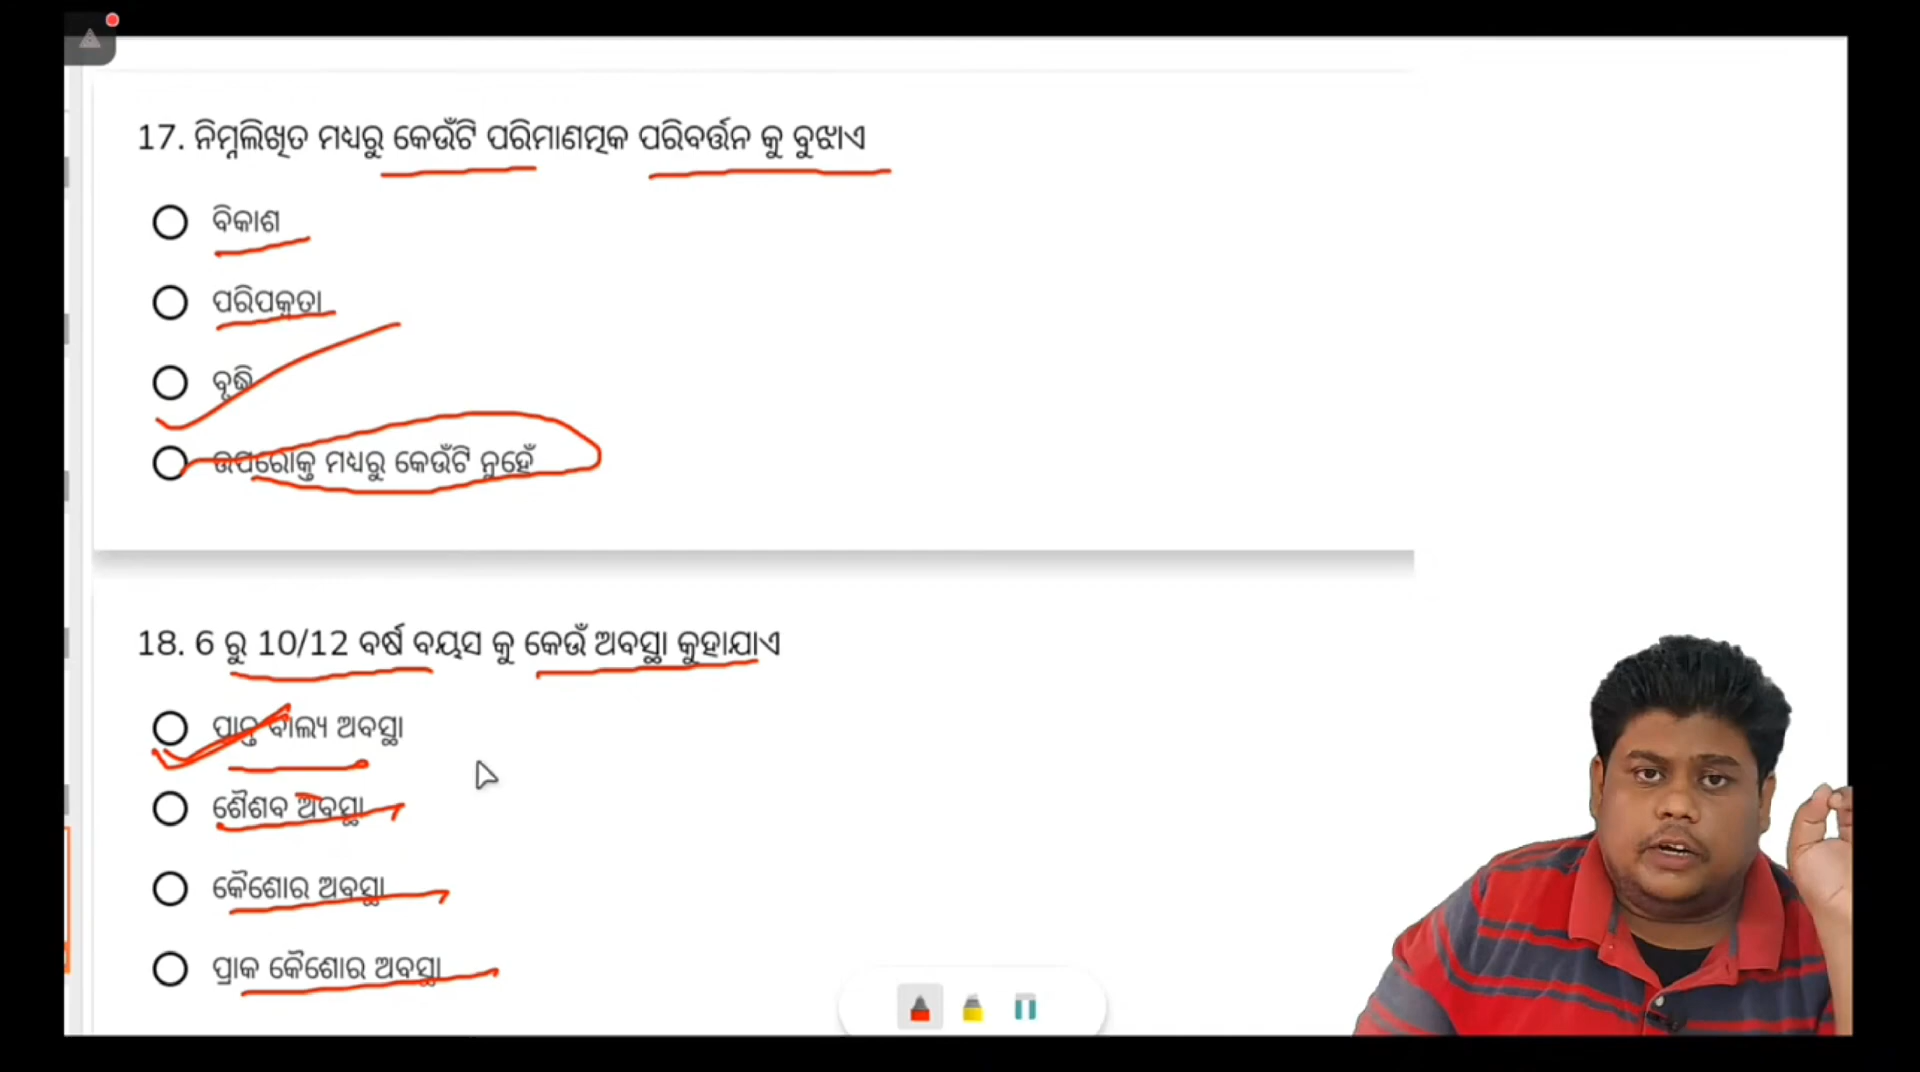 17. ନିମ୍ନଲିଖିତ ମଧ୍ୟରୁ କେଉଁଟି ପରିମାଣତ୍ମକ ପରିବର୍ତ୍ତନ କୁ ବୁଝାଏ
ବିକାଶ
ପରିପକ୍ୱତା
ବୃଦ୍ଧି
ଉପରୋକ୍ତ ମଧ୍ୟରୁ କେଉଁଟି ନୁହେଁ
18. 6 ରୁ 10/12 ବର୍ଷ ବୟସ କୁ କେଉଁ ଅବସ୍ଥା କୁହାଯାଏ
ପ୍ରାନ୍ତ ବାଲ୍ୟ ଅବସ୍ଥା
ଶୈଶବ ଅବସ୍ଥା
କୈଶୋର ଅବସ୍ଥା
ପ୍ରାକ କୈଶୋର ଅବସ୍ଥା